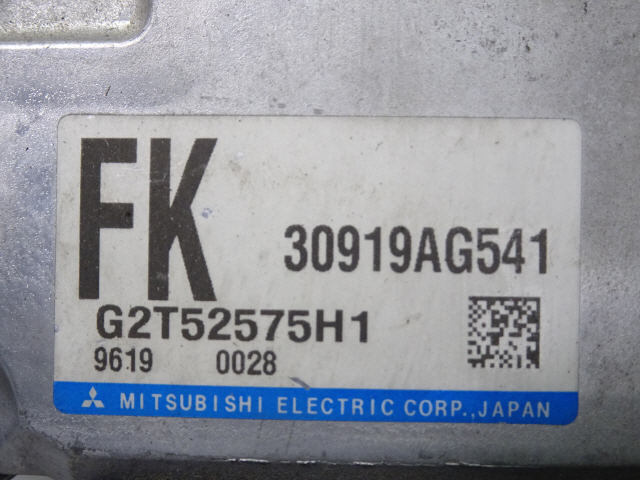 FK
30919AG541
G2T52575H1
9619 0028
MITSUBISHI ELECTRIC CORP.,JAPAN